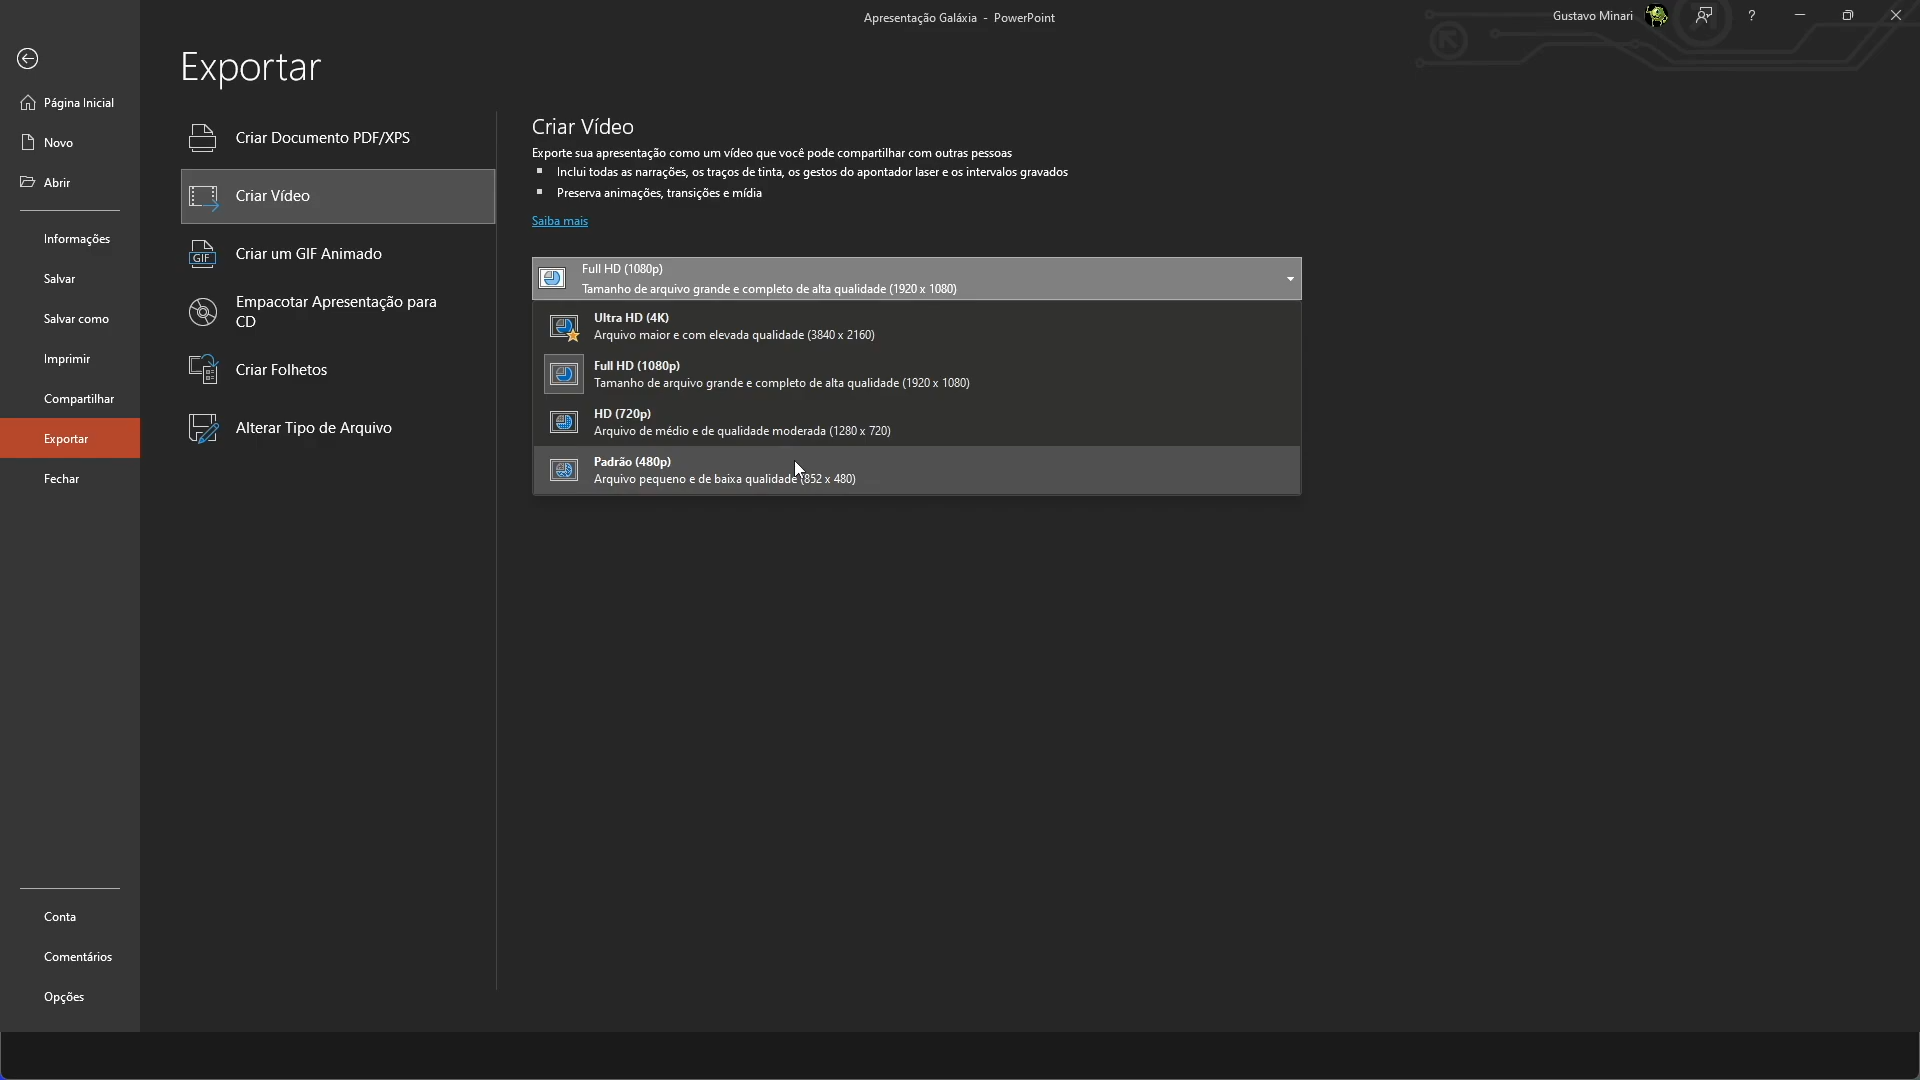 Apresentação Galáxia - PowerPoint
Gustavo Minari
?
Exportar
Página Inicial
Novo
Abrir
Informações
Salvar
Salvar como
Imprimir
Compartilhar
Exportar
Fechar
Conta
Comentários
Opções
Criar Documento PDF/XPS
Criar Vídeo
GIF
Criar um GIF Animado
Empacotar Apresentação para
CD
Criar Folhetos
Alterar Tipo de Arquivo
Criar Vídeo
Exporte sua apresentação como um vídeo que você pode compartilhar com outras pessoas
Inclui todas as narrações, os traços de tinta, os gestos do apontador laser e os intervalos gravados
Preserva animações, transições e mídia
Saiba mais
Full HD (1080p)
Tamanho de arquivo grande e completo de alta qualidade (1920 x 1080)
Ultra HD (4K)
Arquivo maior e com elevada qualidade (3840 x 2160)
Full HD (1080p)
Tamanho de arquivo grande e completo de alta qualidade (1920 x 1080)
HD (720p)
Arquivo de médio e de qualidade moderada (1280 x 720)
Padrão (480p)
Arquivo pequeno e de baixa qualidade (852 x 480)